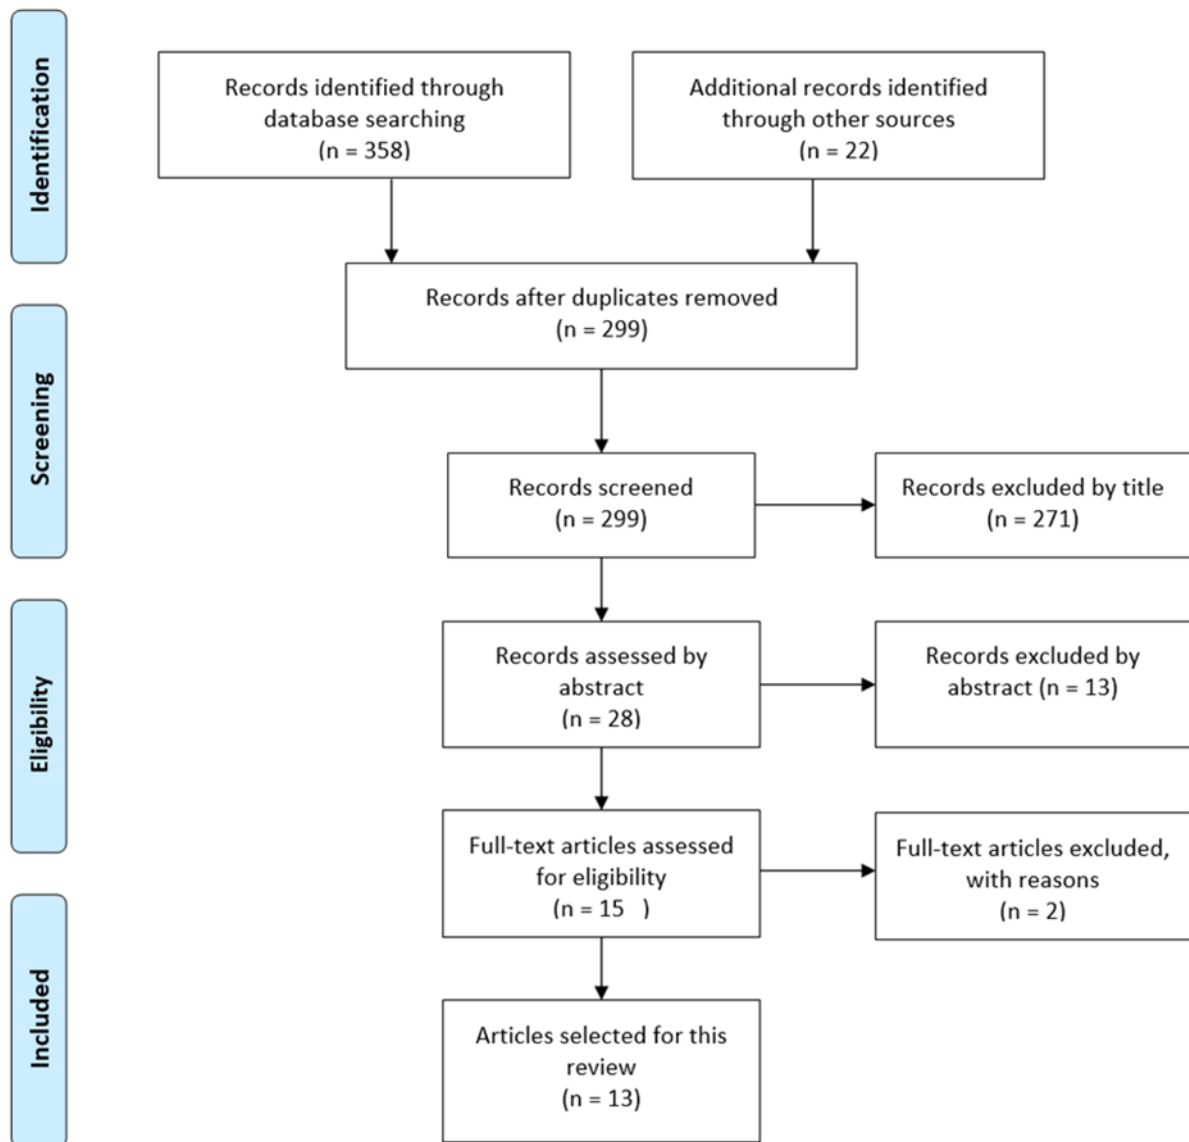 Identification
Records identified through
database searching
(n = 358)
Additional records identified
through other sources
(n = 22)
Records after duplicates removed
(n = 299)
Screening
Records screened
(n = 299)
Records excluded by title
(n = 271)
Eligibility
Records assessed by
abstract
(n = 28)
Records excluded by
abstract (n = 13)
Full-text articles assessed
for eligibility
(n = 15   )
Full-text articles excluded,
with reasons
(n = 2)
Included
Articles selected for this
review
(n = 13)